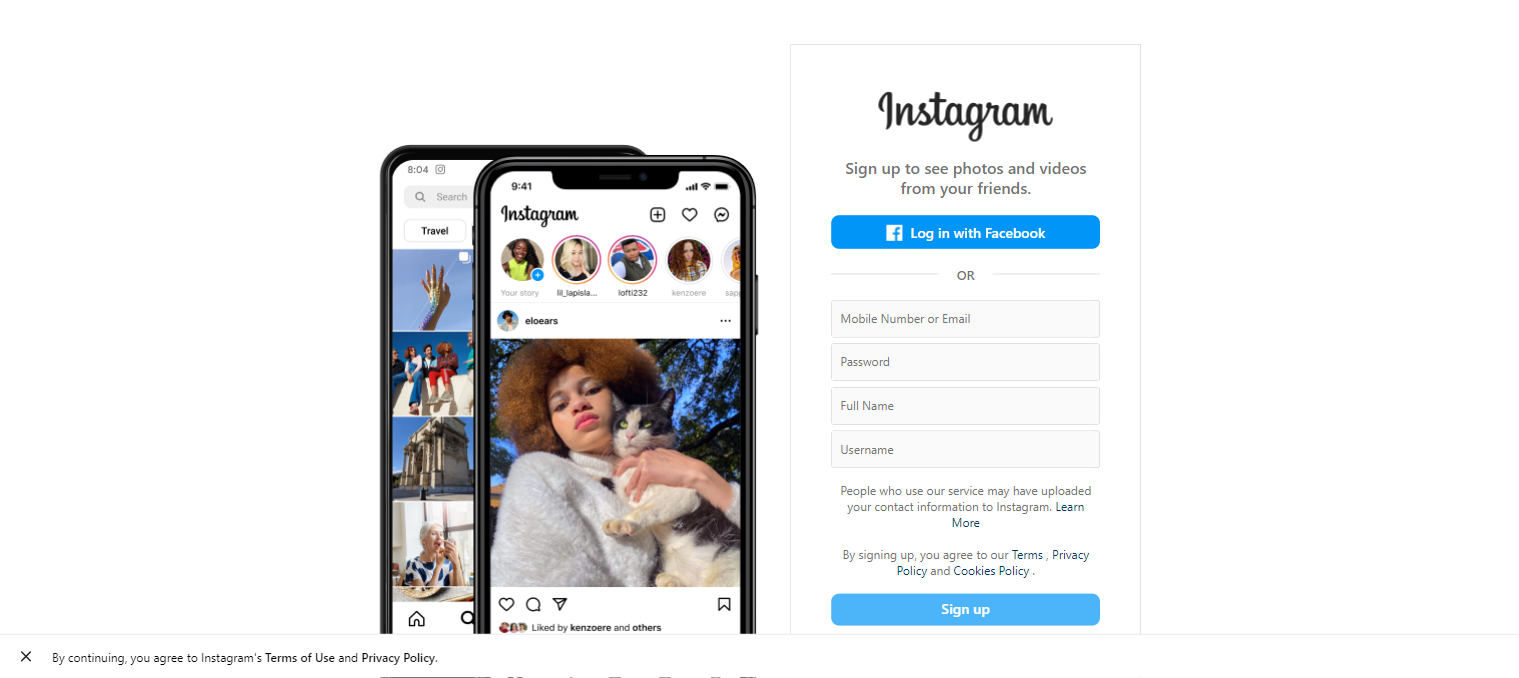 Instagram
Sign up to see photos and videos
from your friends.
Log in with Facebook
OR
Mobile Number or Email
Password
Full Name
Username
People who use our service may have uploaded
your contact information to Instagram. Learn
More
By signing up, you agree to our Terms , Privacy
Policy and Cookies Policy .
Sign up
8:04
Search
Travel
9:41
Instagram
Your story
lil_lapisla...
lofti232
kenzoere
eloears
Liked by kenzoere and others
By continuing, you agree to Instagram's Terms of Use and Privacy Policy.